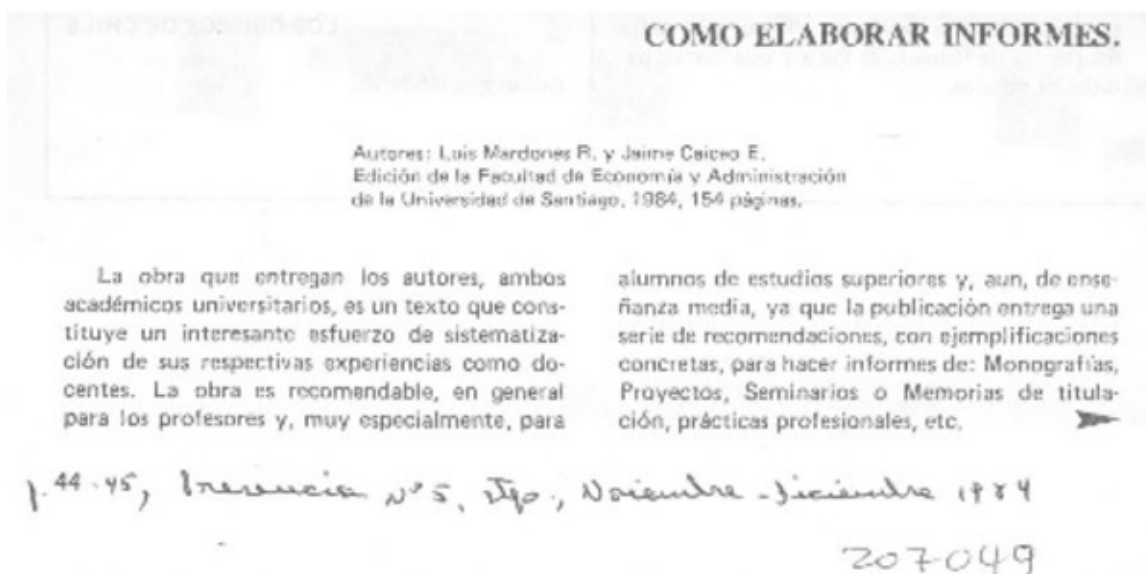 LOS OBISPOS DE CHILE
COMO ELABORAR INFORMES.
Autores: Luis Mardones R. y Jaime Caiceo E.
Edición de la Facultad de Economía y Administración
de la Universidad de Santiago, 1984, 154 páginas.
La obra que entregan los autores, ambos
académicos universitarios, es un texto que cons-
tituye un interesante esfuerzo de sistematiza-
ción de sus respectivas experiencias como do-
centes. La obra es recomendable, en general
para los profesores y, muy especialmente, para
alumnos de estudios superiores y, aun, de ense-
ñanza media, ya que la publicación entrega una
serie de recomendaciones, con ejemplificaciones
concretas, para hacer informes de: Monografías,
Proyectos, Seminarios o Memorias de titula-
ción, prácticas profesionales, etc.
p. 44-45, Presencia Nº 5, Stgo., Noviembre-diciembre 1984
207049